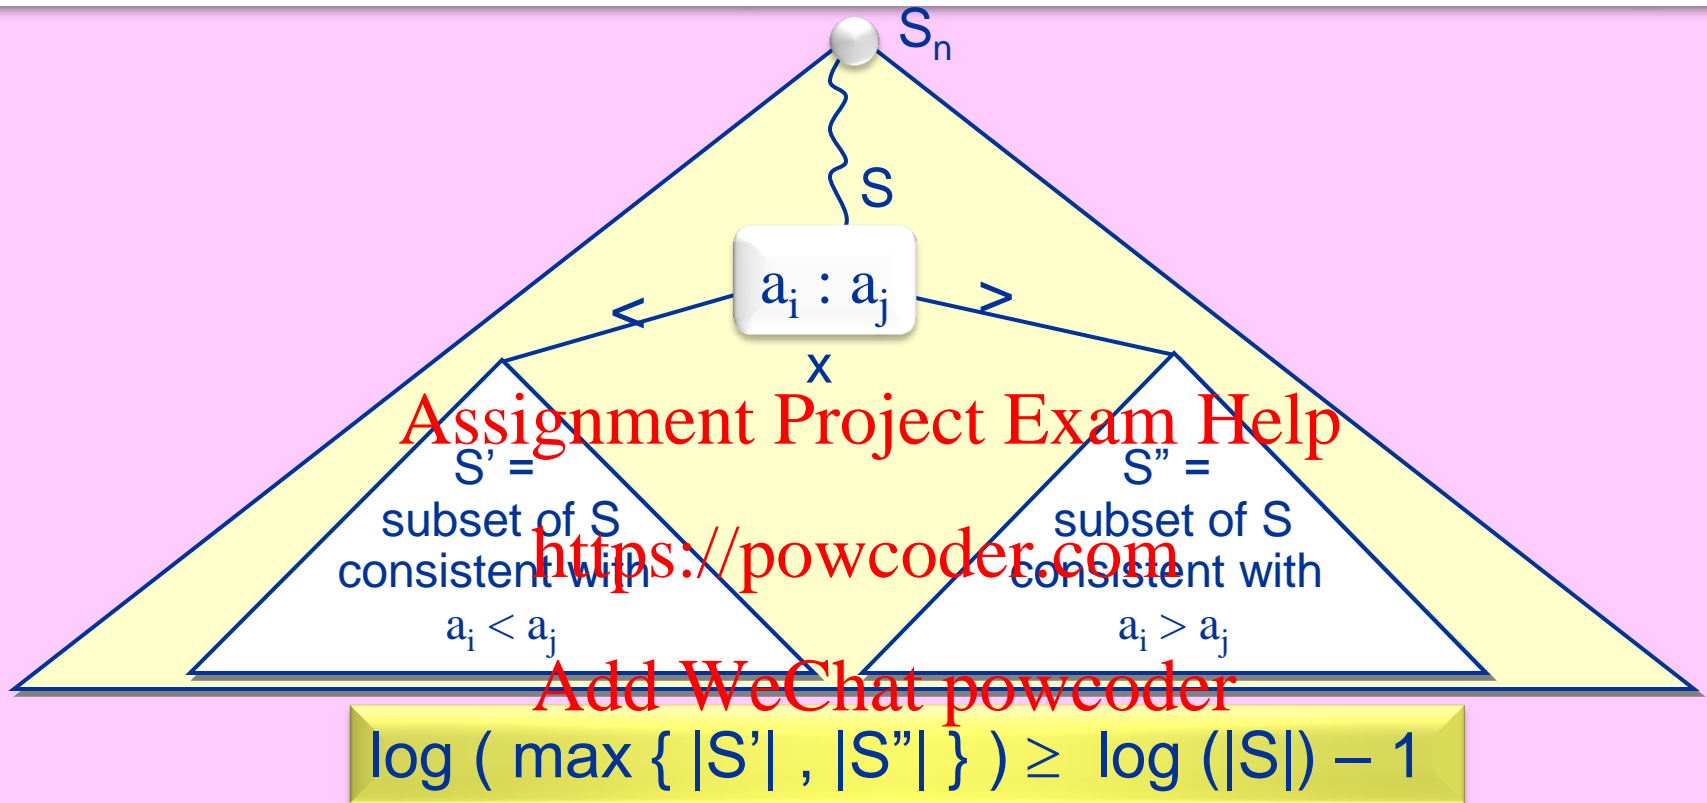 Sₙ
S
aᵢ : aⱼ
<
>
x
Assignment Project Exam Help
S’ =
subset of S
consistent with
aᵢ < aⱼ
S” =
subset of S
consistent with
aᵢ > aⱼ
https://powcoder.com
Add WeChat powcoder
log ( max { |S’| , |S”| } ) ≥ log (|S|) – 1